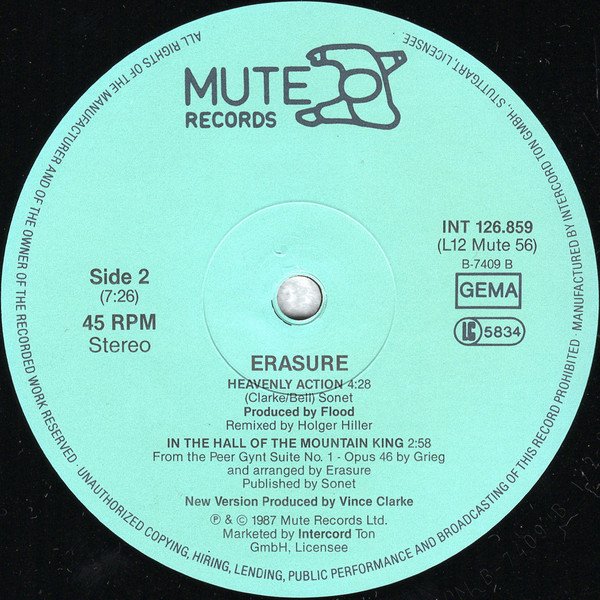 MUTE
RECORDS
INT 126.859
(L12 Mute 56)
B-7409 B
GEMA
LC 5834
Side 2
(7:26)
45 RPM
Stereo
ERASURE
HEAVENLY ACTION 4:28
(Clarke/Bell) Sonet
Produced by Flood
Remixed by Holger Hiller
IN THE HALL OF THE MOUNTAIN KING 2:58
From the Peer Gynt Suite No. 1 - Opus 46 by Grieg
and arranged by Erasure
Published by Sonet
New Version Produced by Vince Clarke
℗ & © 1987 Mute Records Ltd.
Marketed by Intercord Ton
GmbH, Licensee
ALL RIGHTS OF THE MANUFACTURER AND OF THE OWNER OF THE RECORDED WORK RESERVED · UNAUTHORIZED COPYING, HIRING, LENDING, PUBLIC PERFORMANCE AND BROADCASTING OF THIS RECORD PROHIBITED · MANUFACTURED BY INTERCORD TON GMBH., STUTTGART, LICENSEE.